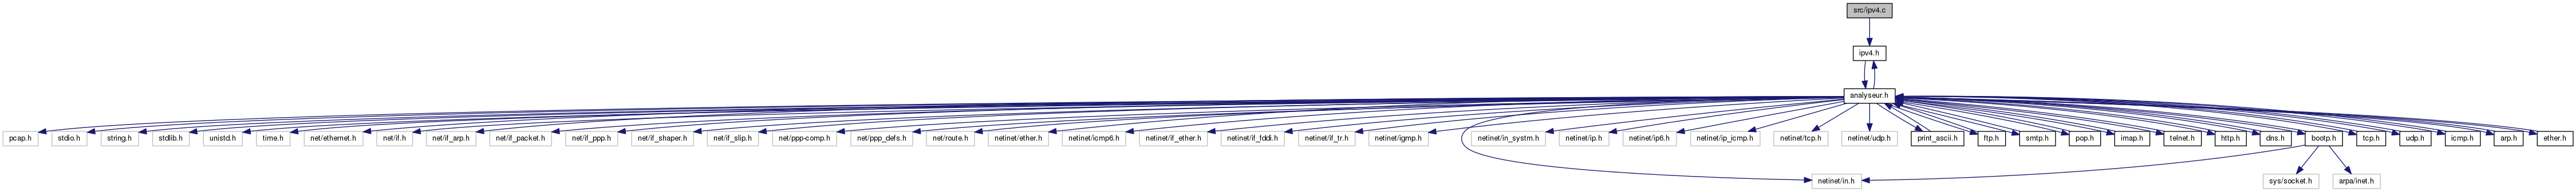 src/ipv4.c
ipv4.h
analyseur.h
pcap.h
stdio.h
string.h
stdlib.h
unistd.h
time.h
net/ethernet.h
net/if.h
net/if_arp.h
net/if_packet.h
net/if_ppp.h
net/if_shaper.h
net/if_slip.h
net/ppp-comp.h
net/ppp_defs.h
net/route.h
netinet/ether.h
netinet/icmp6.h
netinet/if_ether.h
netinet/if_fddi.h
netinet/if_tr.h
netinet/igmp.h
netinet/in_systm.h
netinet/ip.h
netinet/ip6.h
netinet/ip_icmp.h
netinet/tcp.h
netinet/udp.h
print_ascii.h
ftp.h
smtp.h
pop.h
imap.h
telnet.h
http.h
dns.h
bootp.h
tcp.h
udp.h
icmp.h
arp.h
ether.h
netinet/in.h
sys/socket.h
arpa/inet.h